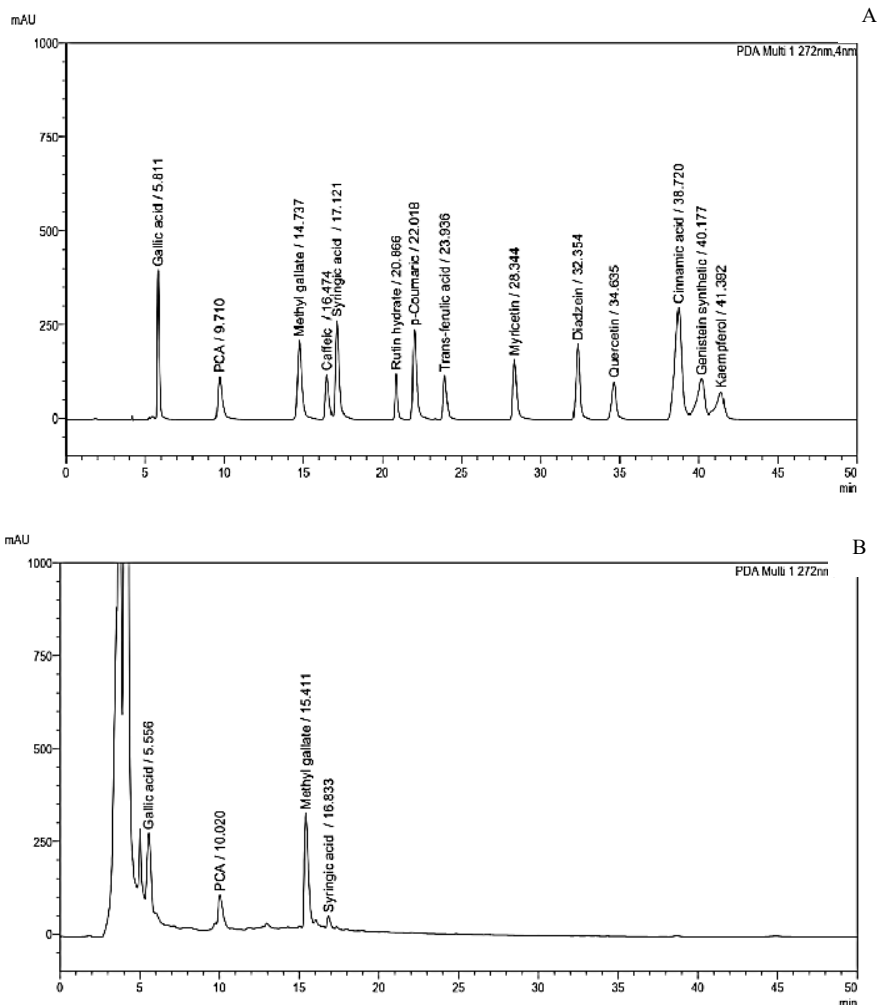 mAU
A
1000
PDA Multi 1 272nm,4nm
750
500
250
0
Gallic acid / 5.811
PCA / 9.710
Methyl gallate / 14.737
Caffeic / 16.474
Syringic acid / 17.121
Rutin hydrate / 20.866
p-Coumaric / 22.018
Trans-ferulic acid / 23.936
Myricetin / 28.344
Diadzein / 32.354
Quercetin / 34.635
Cinnamic acid / 38.720
Genistein synthetic / 40.177
Kaempferol / 41.382
0 5 10 15 20 25 30 35 40 45 50
min
mAU
B
1000
PDA Multi 1 272nm
750
500
250
0
Gallic acid / 5.556
PCA / 10.020
Methyl gallate / 15.411
Syringic acid / 16.833
0 5 10 15 20 25 30 35 40 45 50
min